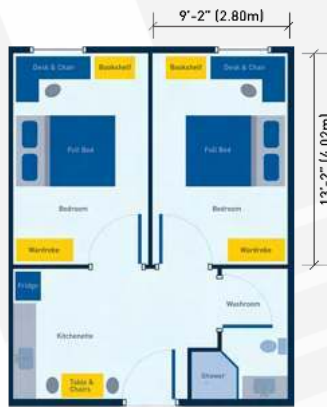 9'-2" (2.80m)
Desk & Chair
Bookshelf
Bookshelf
Desk & Chair
13'-2" (4.02m)
Full Bed
Full Bed
Bedroom
Bedroom
Wardrobe
Wardrobe
Fridge
Washroom
Kitchenette
Table &
Chairs
Shower